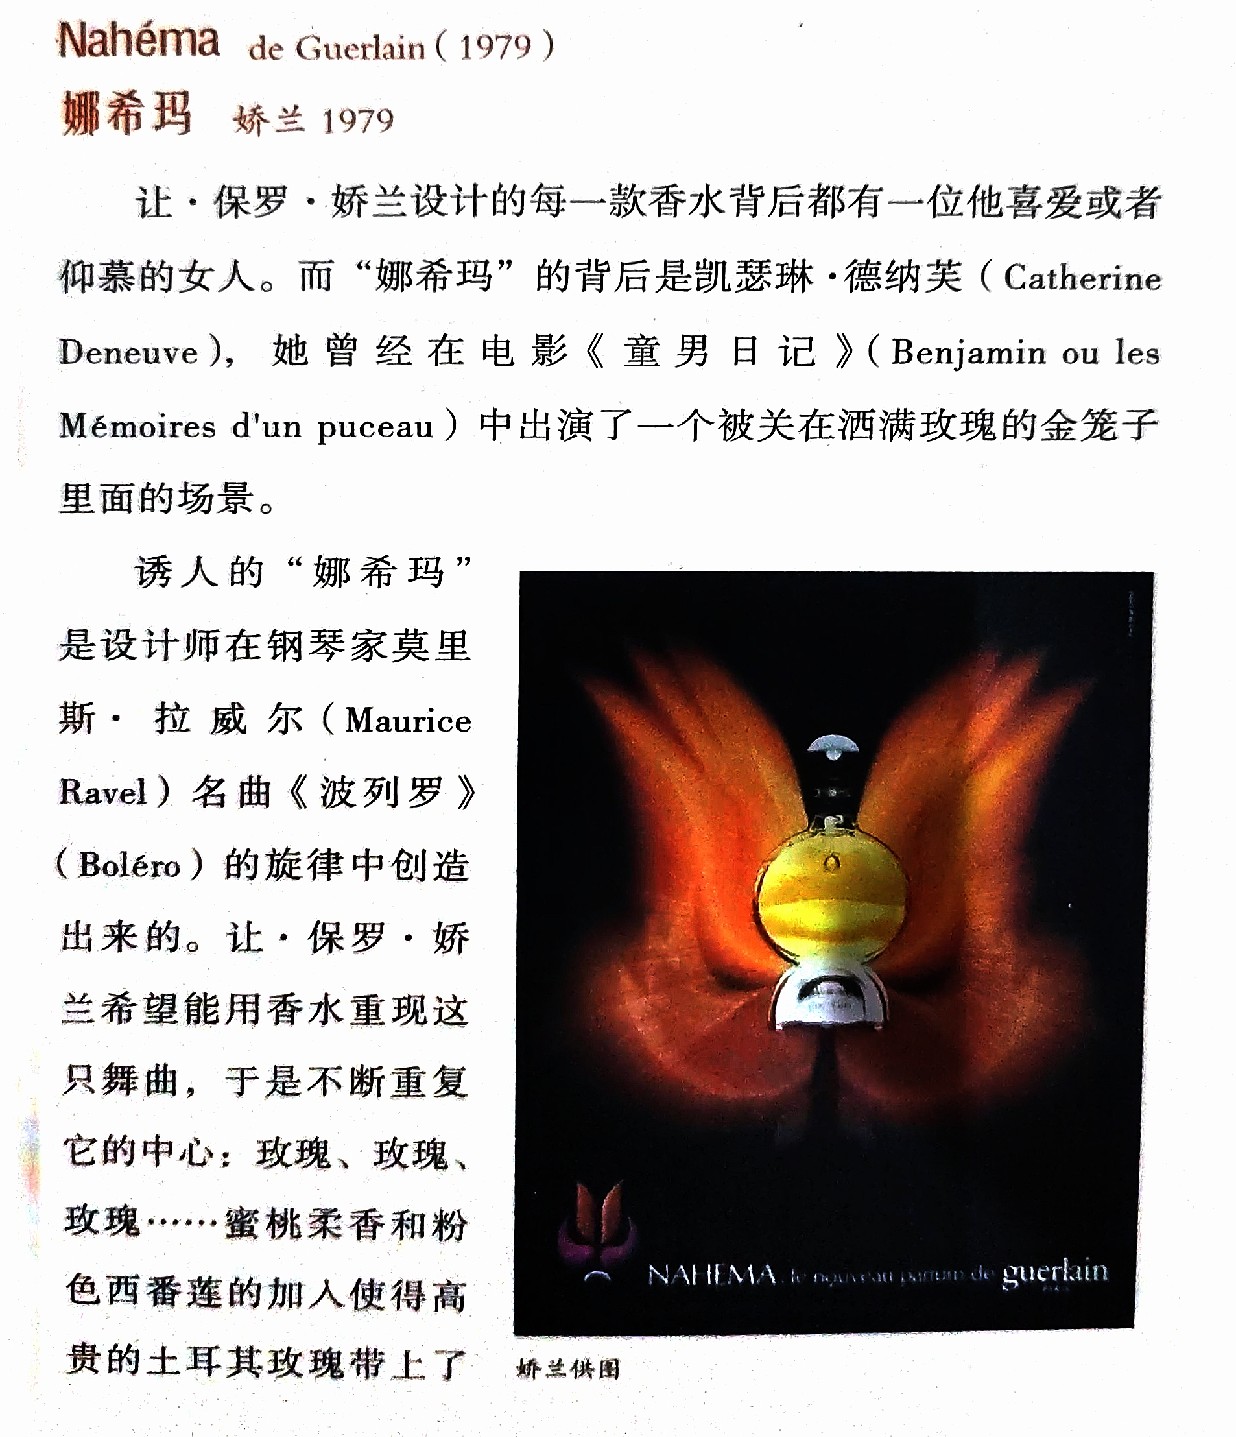 Nahéma de Guerlain（1979）
娜希玛 娇兰 1979
让·保罗·娇兰设计的每一款香水背后都有一位他喜爱或者
仰慕的女人。而“娜希玛”的背后是凯瑟琳·德纳芙（Catherine
Deneuve），她曾经在电影《童男日记》（Benjamin ou les
Mémoires d'un puceau）中出演了一个被关在洒满玫瑰的金笼子
里面的场景。
诱人的“娜希玛”
是设计师在钢琴家莫里
斯·拉威尔（Maurice
Ravel）名曲《波列罗》
（Boléro）的旋律中创造
出来的。让·保罗·娇
兰希望能用香水重现这
只舞曲，于是不断重复
它的中心：玫瑰、玫瑰、
玫瑰……蜜桃柔香和粉
色西番莲的加入使得高
贵的土耳其玫瑰带上了
NAHEMA. le nouveau parfum de guerlain
娇兰供图